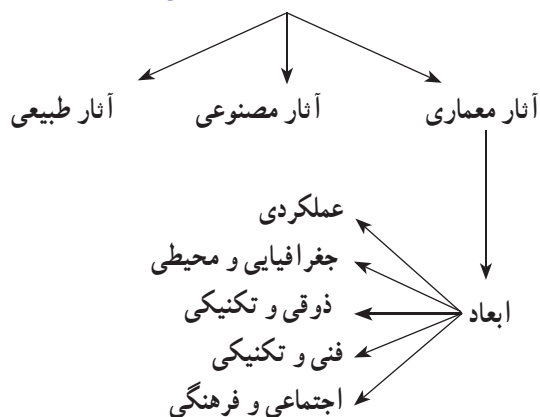 آثار معماری
آثار مصنوعی
آثار طبیعی
عملکردی
جغرافیایی و محیطی
ذوقی و تکنیکی
ابعاد
فنی و تکنیکی
اجتماعی و فرهنگی